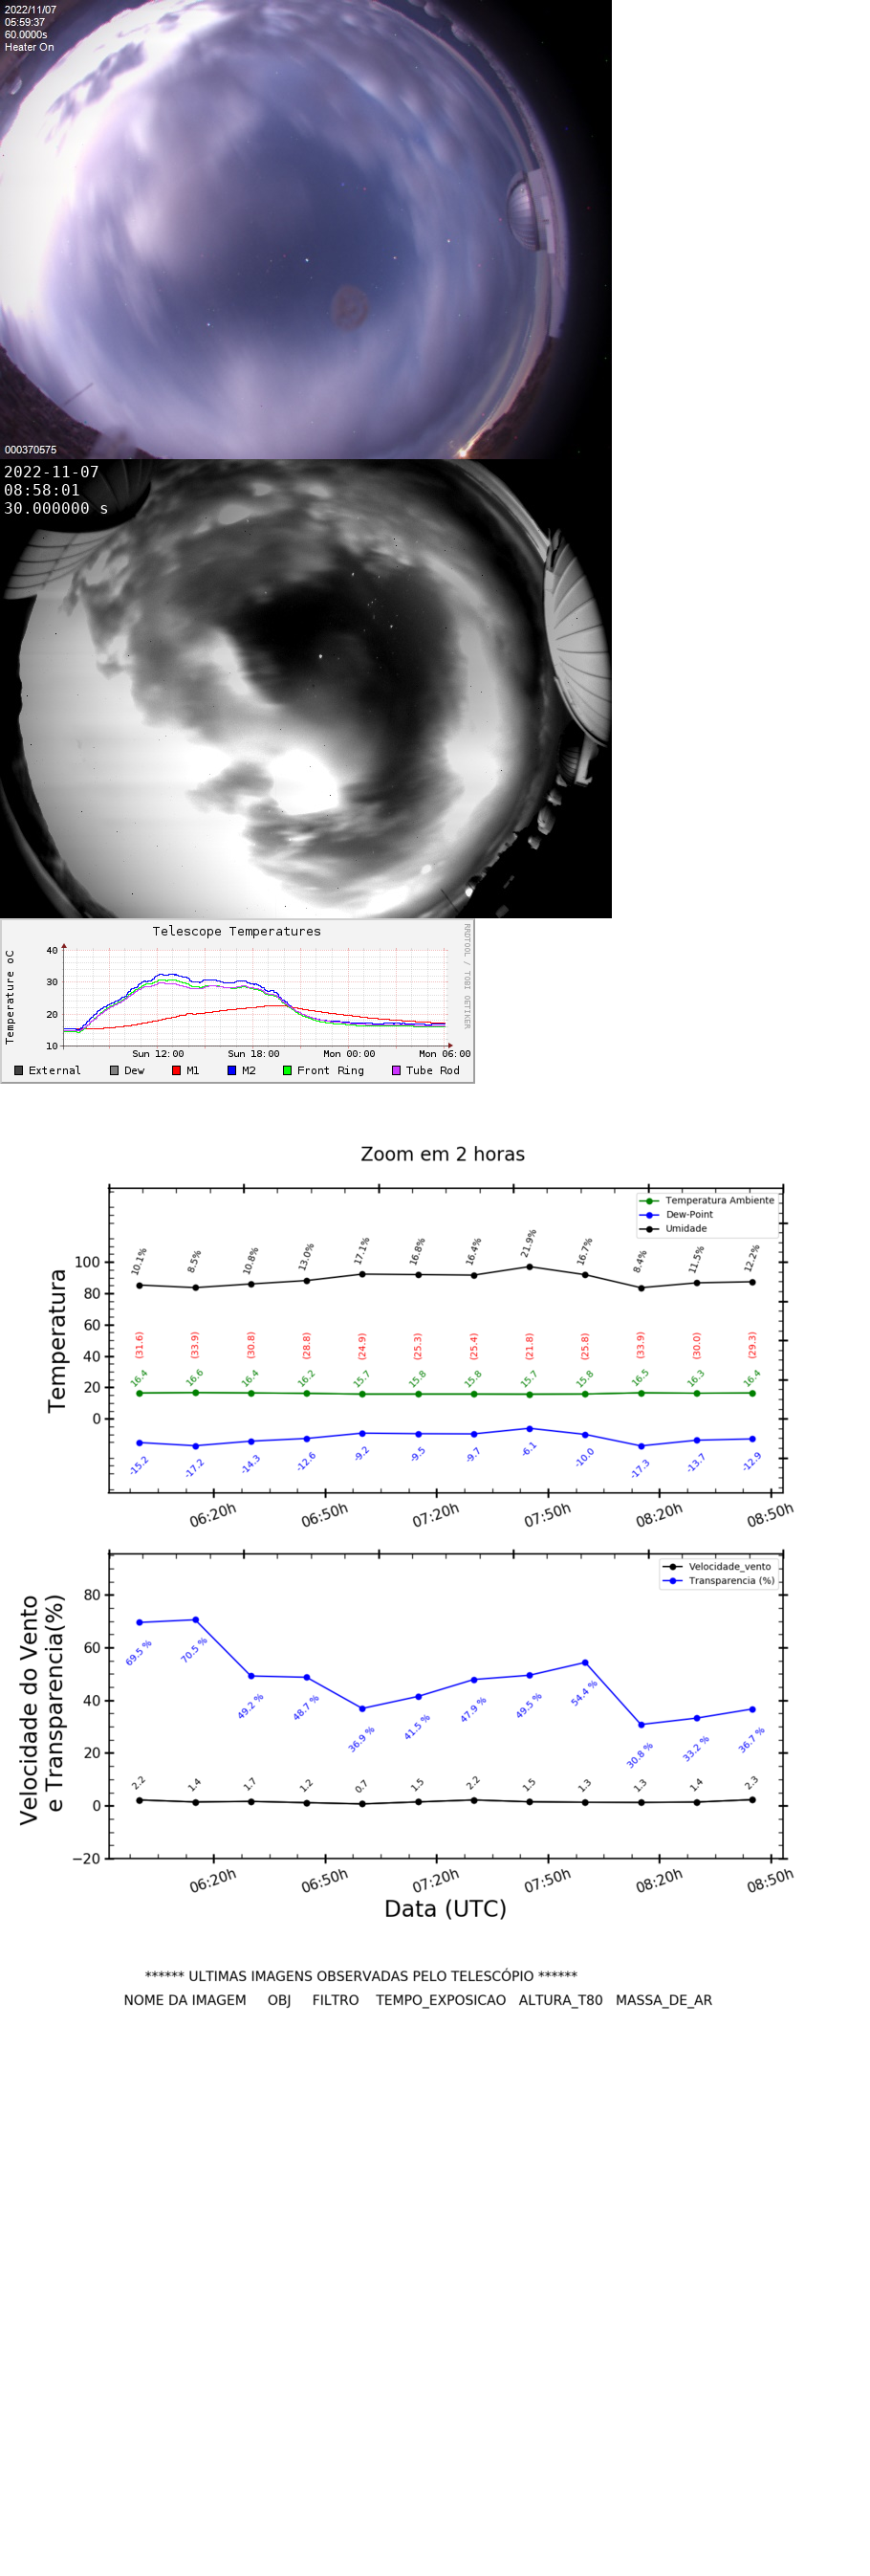 2022/11/07
05:59:37
60.0000s
Heater On
000370575
2022-11-07
08:58:01
30.000000 s
Telescope Temperatures
RRDTOOL / TOBI OETIKER
Temperature oC
40
30
20
10
Sun 12:00 Sun 18:00 Mon 00:00 Mon 06:00
External Dew M1 M2 Front Ring Tube Rod
Zoom em 2 horas
Temperatura Ambiente
Dew-Point
Umidade
Temperatura
100
80
60
40
20
0
10.1% 8.5% 10.8% 13.0% 17.1% 16.8% 16.4% 21.9% 16.7% 8.4% 11.5% 12.2%
(31.6) (33.9) (30.8) (28.8) (24.9) (25.3) (25.4) (21.8) (25.8) (33.9) (30.0) (29.3)
16.4 16.6 16.4 16.2 15.7 15.8 15.8 15.7 15.8 16.5 16.3 16.4
-15.2 -17.2 -14.3 -12.6 -9.2 -9.5 -9.7 -6.1 -10.0 -17.3 -13.7 -12.9
06:20h 06:50h 07:20h 07:50h 08:20h 08:50h
Velocidade_vento
Transparencia (%)
Velocidade do Vento
e Transparencia(%)
80
60
40
20
0
−20
69.5 % 70.5 % 49.2 % 48.7 % 36.9 % 41.5 % 47.9 % 49.5 % 54.4 % 30.8 % 33.2 % 36.7 %
2.2 1.4 1.7 1.2 0.7 1.5 2.2 1.5 1.3 1.3 1.4 2.3
06:20h 06:50h 07:20h 07:50h 08:20h 08:50h
Data (UTC)
****** ULTIMAS IMAGENS OBSERVADAS PELO TELESCÓPIO ******
NOME DA IMAGEM OBJ FILTRO TEMPO_EXPOSICAO ALTURA_T80 MASSA_DE_AR